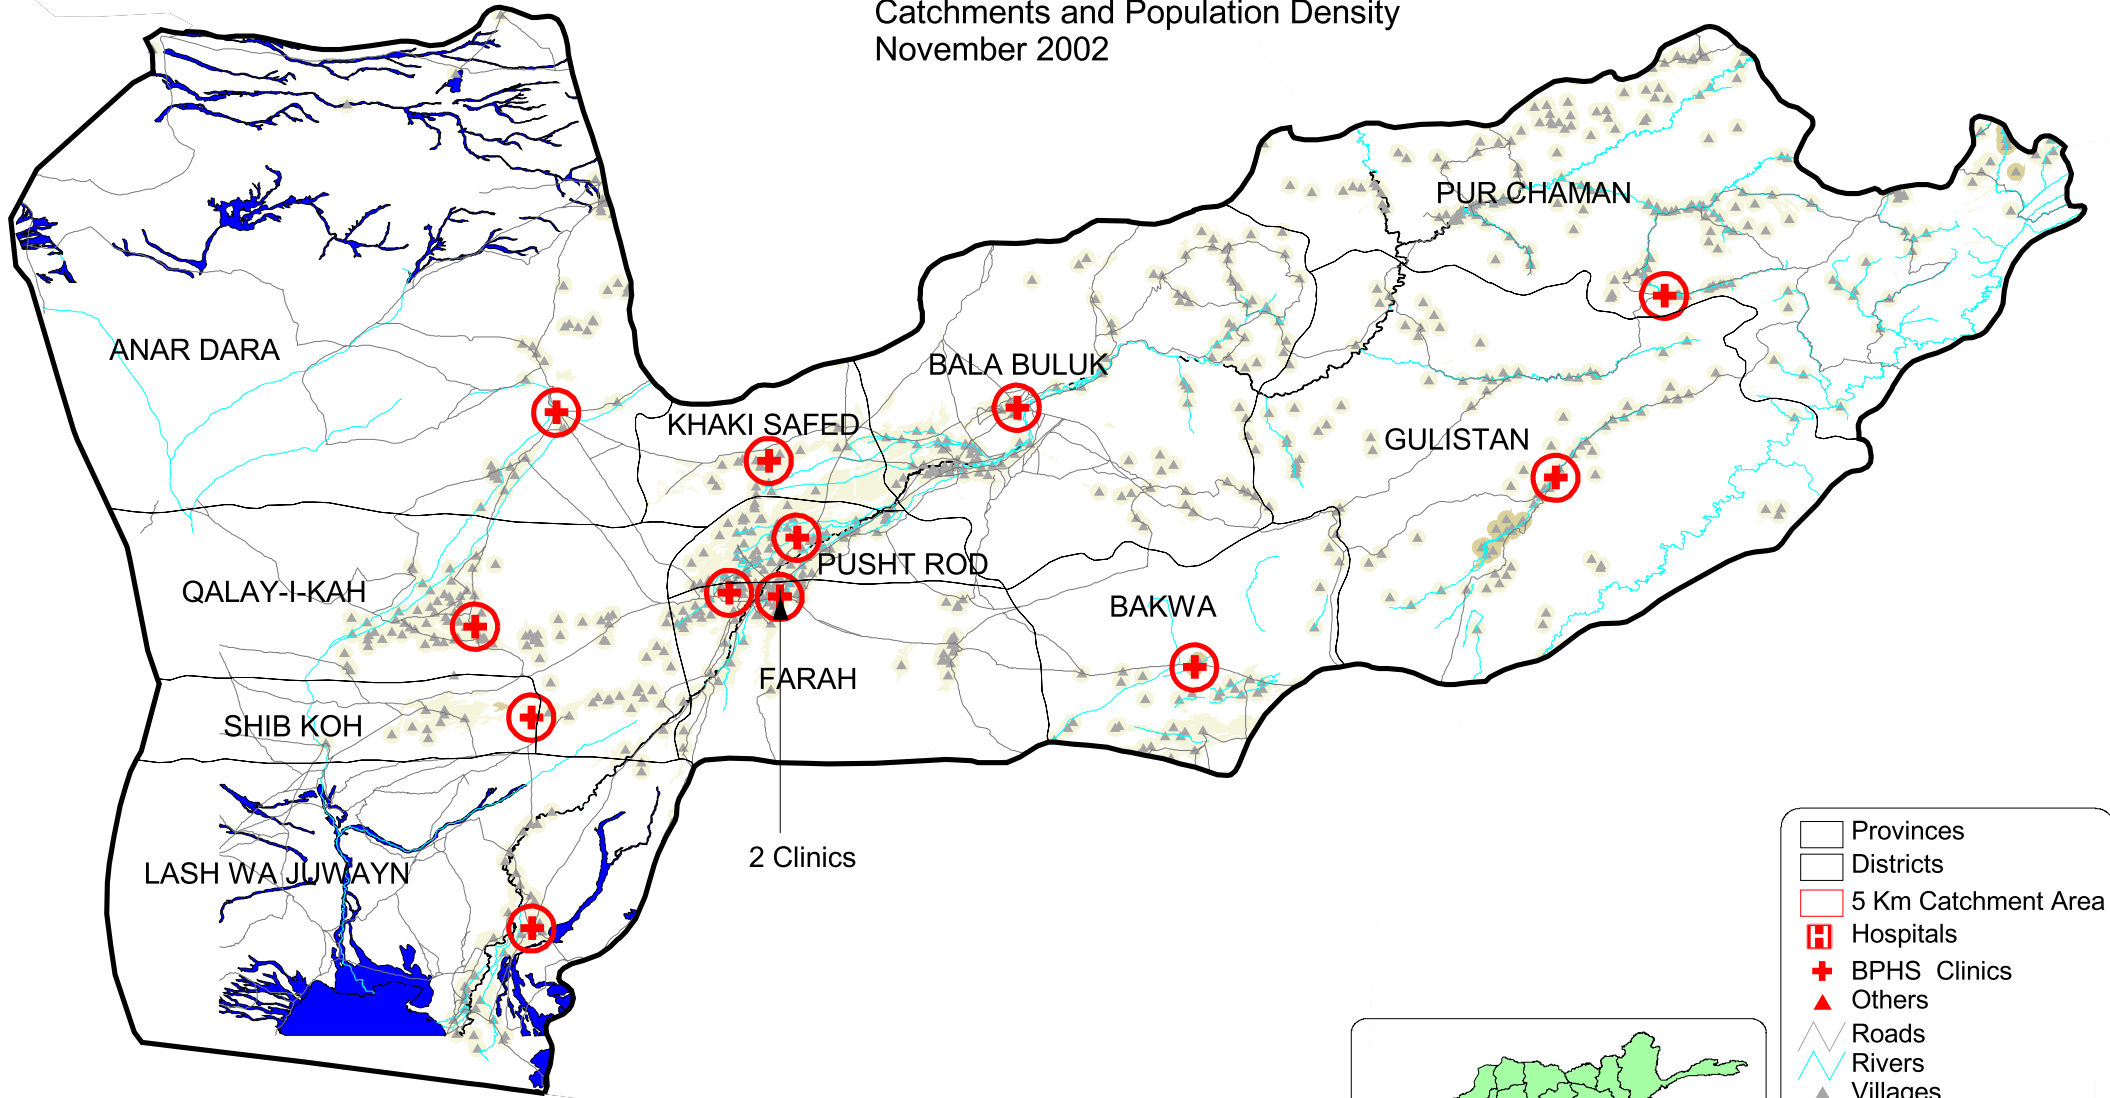 Catchments and Population Density
November 2002
PUR CHAMAN
ANAR DARA
BALA BULUK
KHAKI SAFED
GULISTAN
PUSHT ROD
QALAY-I-KAH
BAKWA
FARAH
SHIB KOH
2 Clinics
LASH WA JUWAYN
Provinces
Districts
5 Km Catchment Area
H Hospitals
BPHS Clinics
Others
Roads
Rivers
Villages